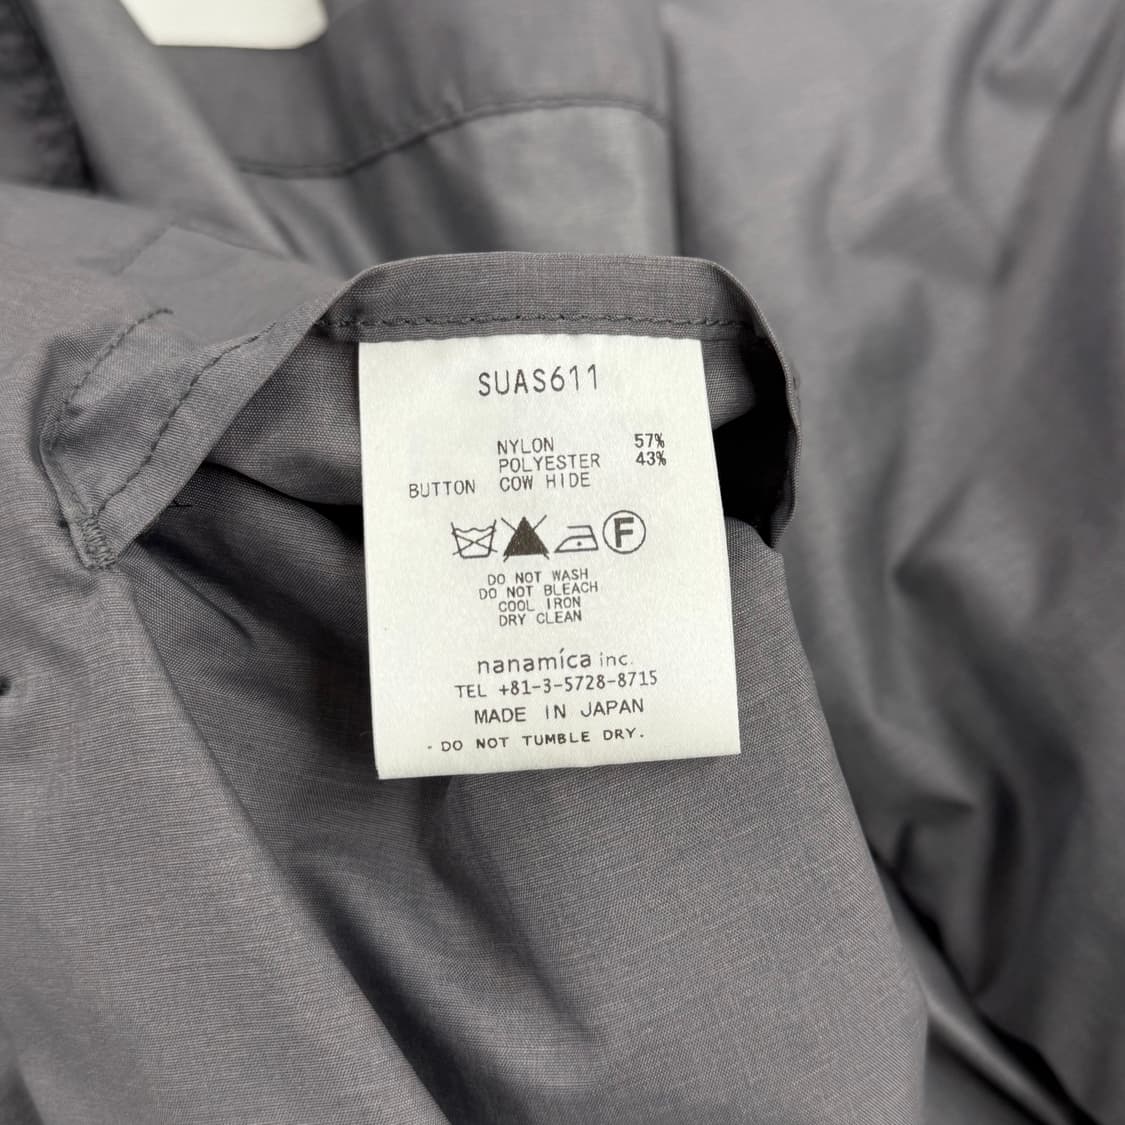 SUAS611
NYLON 57%
POLYESTER 43%
BUTTON COW HIDE
F
DO NOT WASH
DO NOT BLEACH
COOL IRON
DRY CLEAN
nanamíca inc.
TEL +81-3-5728-8715
MADE IN JAPAN
・DO NOT TUMBLE DRY.